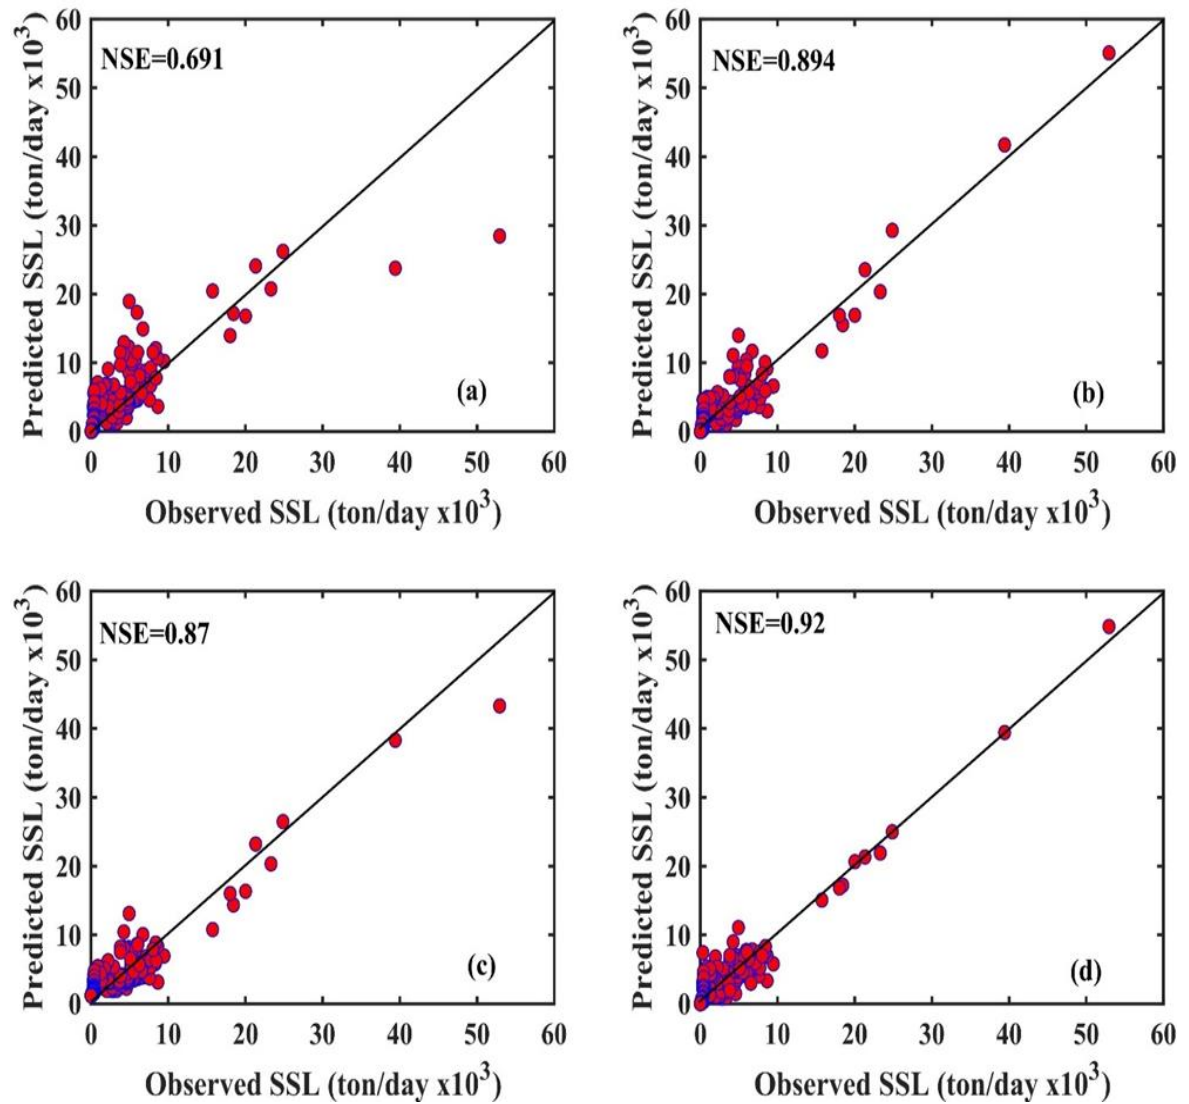 60
50
40
30
20
10
0
Predicted SSL (ton/day x10³)
NSE=0.691
(a)
0 10 20 30 40 50 60
Observed SSL (ton/day x10³)
60
50
40
30
20
10
0
Predicted SSL (ton/day x10³)
NSE=0.894
(b)
0 10 20 30 40 50 60
Observed SSL (ton/day x10³)
60
50
40
30
20
10
0
Predicted SSL (ton/day x10³)
NSE=0.87
(c)
0 10 20 30 40 50 60
Observed SSL (ton/day x10³)
60
50
40
30
20
10
0
Predicted SSL (ton/day x10³)
NSE=0.92
(d)
0 10 20 30 40 50 60
Observed SSL (ton/day x10³)